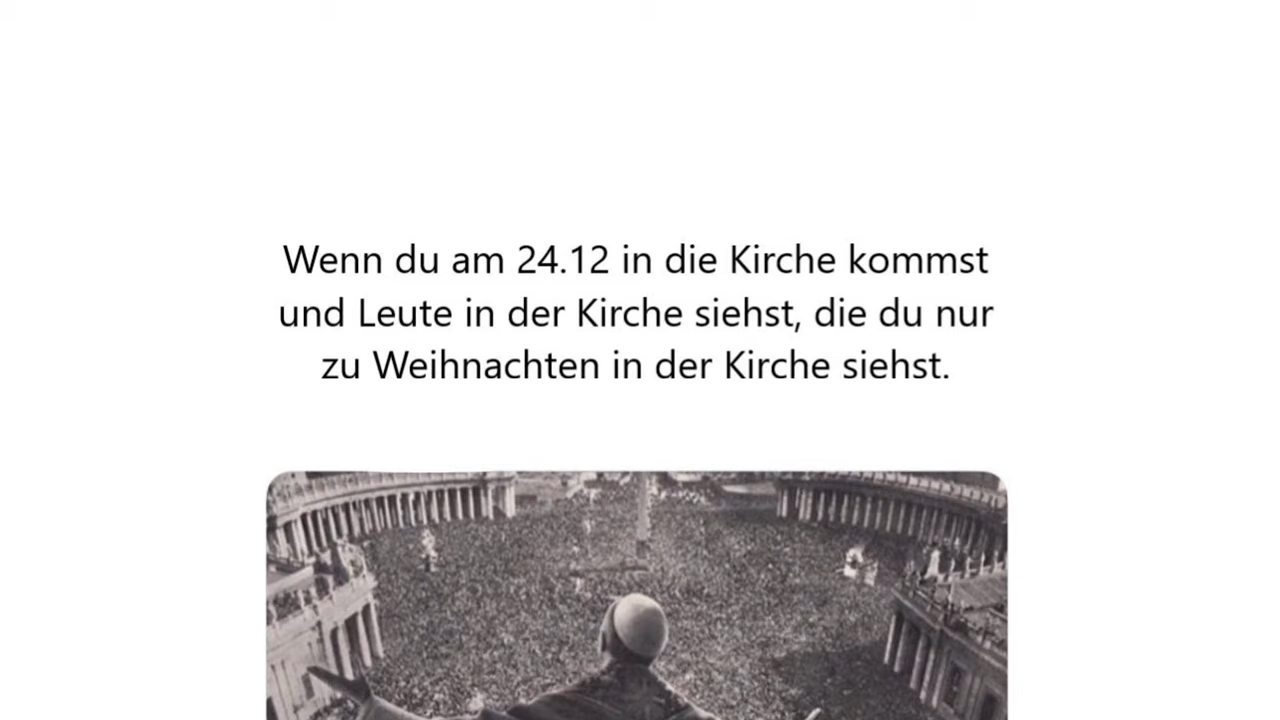 Wenn du am 24.12 in die Kirche kommst
und Leute in der Kirche siehst, die du nur
zu Weihnachten in der Kirche siehst.